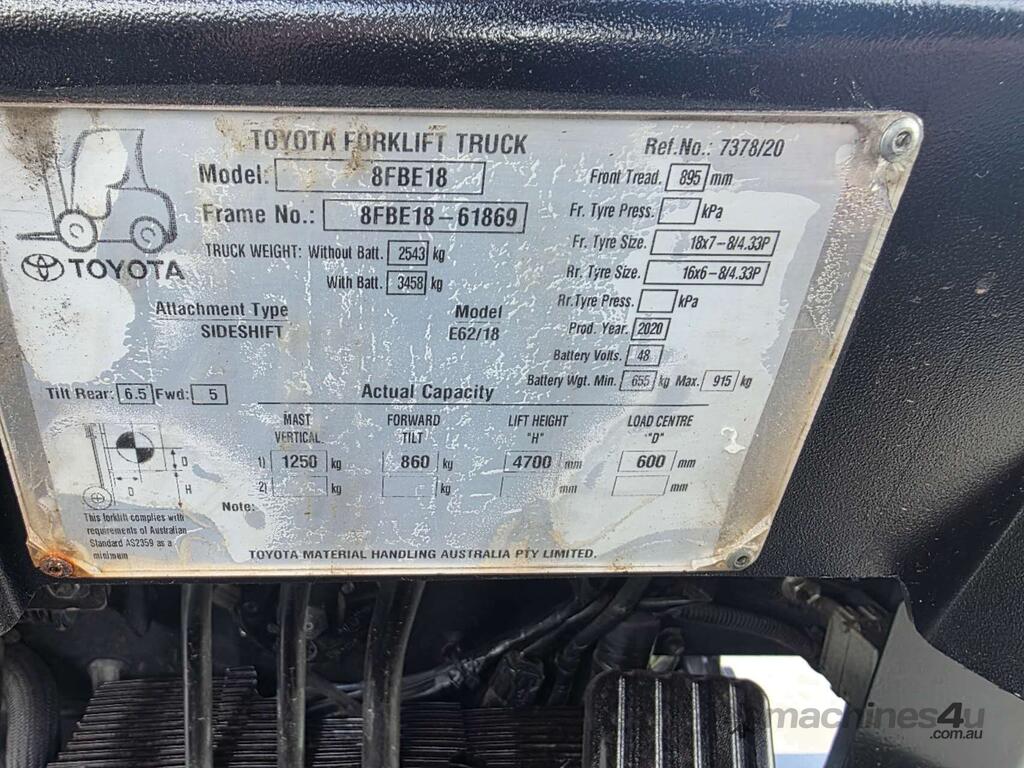 TOYOTA FORKLIFT TRUCK
Ref.No.: 7378/20
Model: 8FBE18
Frame No.: 8FBE18-61869
TRUCK WEIGHT: Without Batt. 2543 kg
With Batt. 3458 kg
TOYOTA
Attachment Type Model
SIDESHIFT E62/18
Front Tread. 895 mm
Fr. Tyre Press. kPa
Fr. Tyre Size. 18x7-8/4.33P
Rr. Tyre Size. 16x6-8/4.33P
Rr. Tyre Press. kPa
Prod. Year. 2020
Battery Volts. 48
Battery Wgt. Min. 655 kg Max. 915 kg
Tilt Rear: 6.5 Fwd: 5
Actual Capacity
MAST FORWARD LIFT HEIGHT LOAD CENTRE
VERTICAL. TILT "H" "D"
1) 1250 kg 860 kg 4700 mm 600 mm
2) kg kg mm mm
Note:
D
D H
This forklift complies with
requirements of Australian
Standard AS2359 as a
minimum
TOYOTA MATERIAL HANDLING AUSTRALIA PTY LIMITED.
machines4u
.com.au